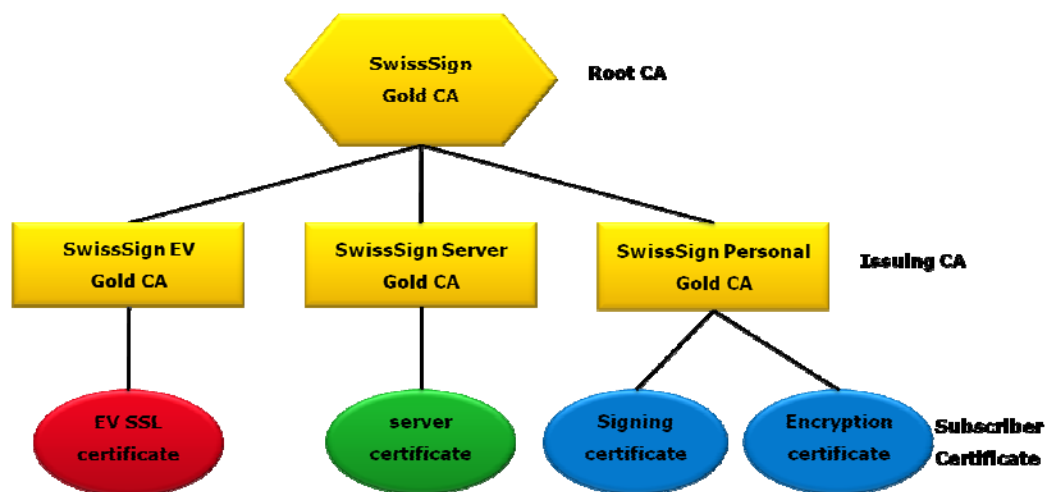 SwissSign
Gold CA
Root CA
SwissSign EV
Gold CA
SwissSign Server
Gold CA
SwissSign Personal
Gold CA
Issuing CA
EV SSL
certificate
server
certificate
Signing
certificate
Encryption
certificate
Subscriber
Certificate